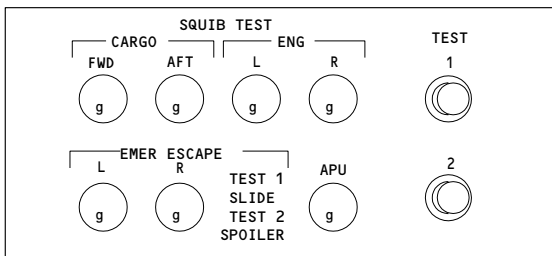 SQUIB TEST
CARGO ENG TEST
FWD AFT L R 1
g g g g
EMER ESCAPE
L R APU 2
TEST 1
SLIDE
TEST 2
SPOILER
g g g